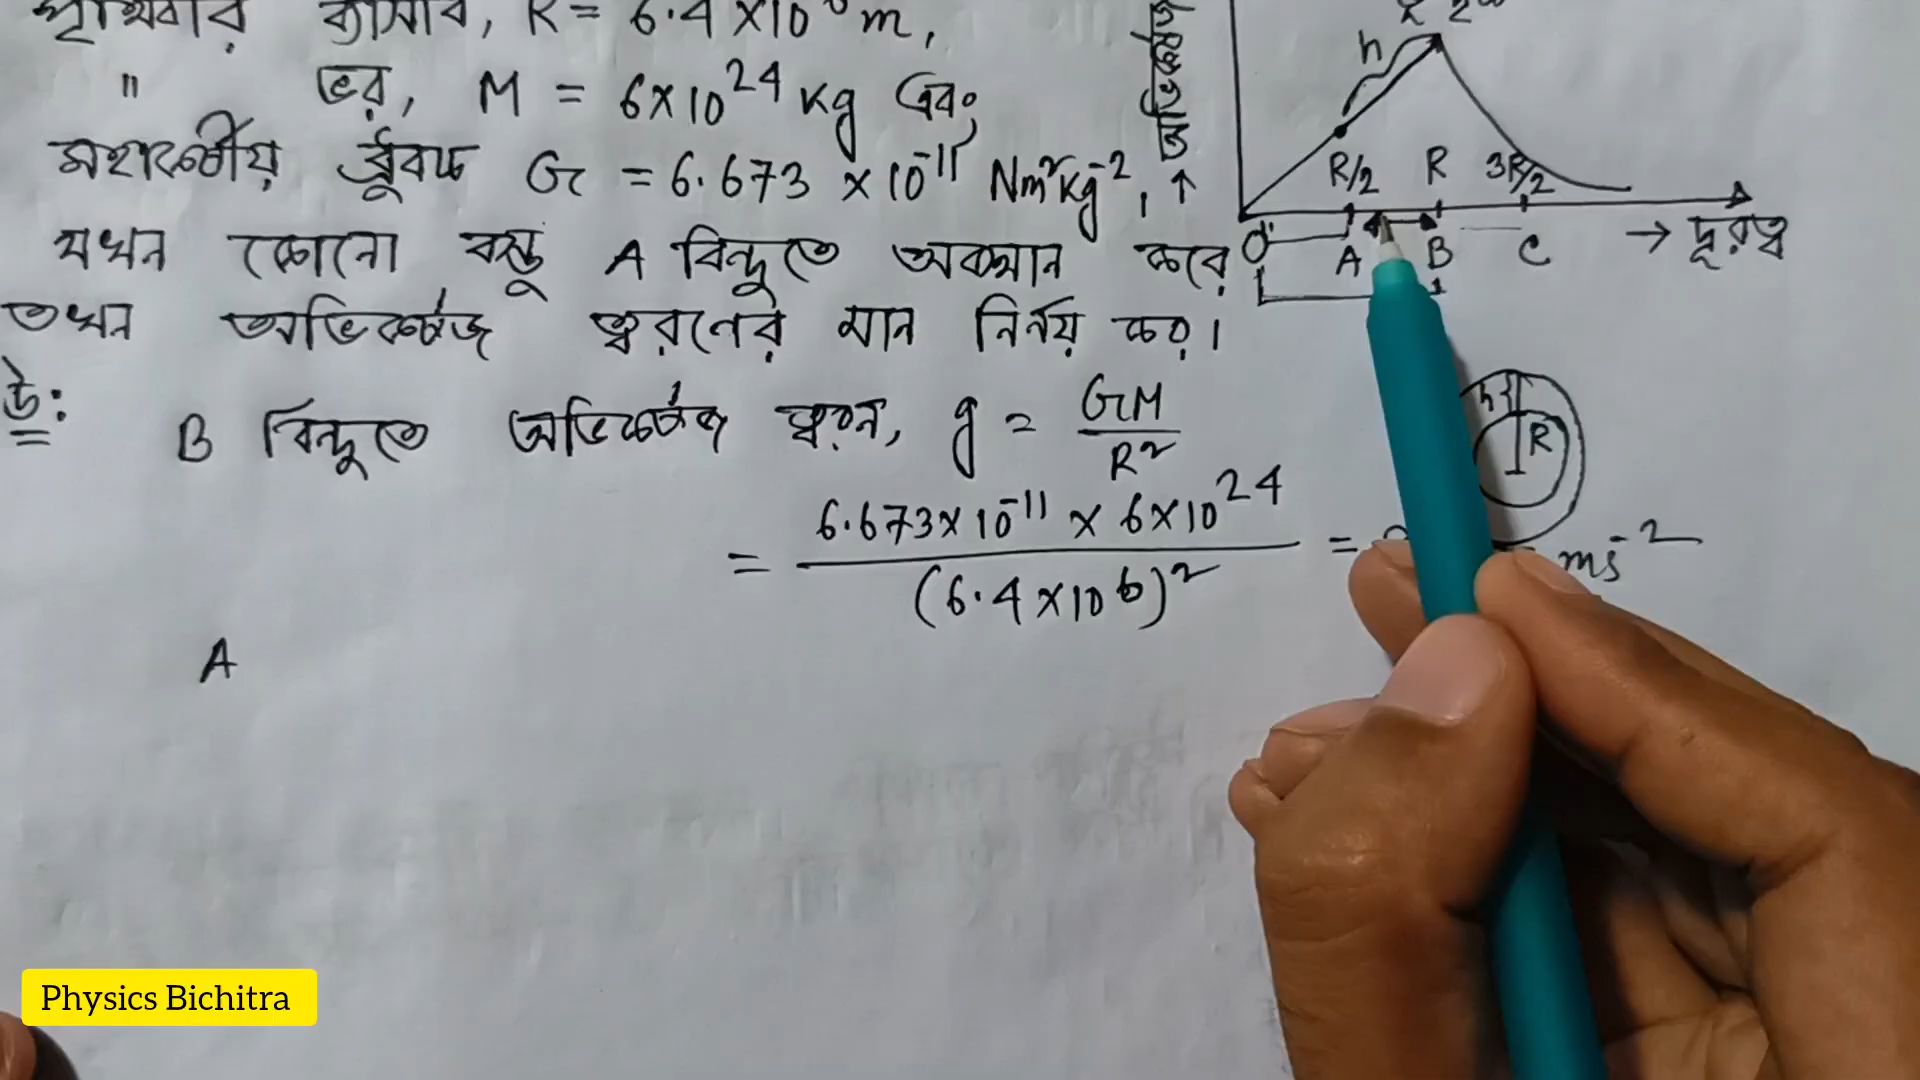 পৃথিবীর ব্যাসার্ধ, R = 6.4 × 10⁶ m,
" ভর, M = 6×10²⁴ kg এবং
মহাকর্ষীয় ধ্রুবক G = 6.673 × 10⁻¹¹ Nm²kg⁻²,
যখন কোনো বস্তু A বিন্দুতে অবস্থান করে
তখন অভিকর্ষজ ত্বরণের মান নির্নয় কর।
উ: B বিন্দুতে অভিকর্ষজ ত্বরন, g = GM/R²
= 6.673×10⁻¹¹ × 6×10²⁴ / (6.4×10⁶)² = ms⁻²
A
h
R/2 R 3R/2
O A B C → দূরত্ব
h R
Physics Bichitra